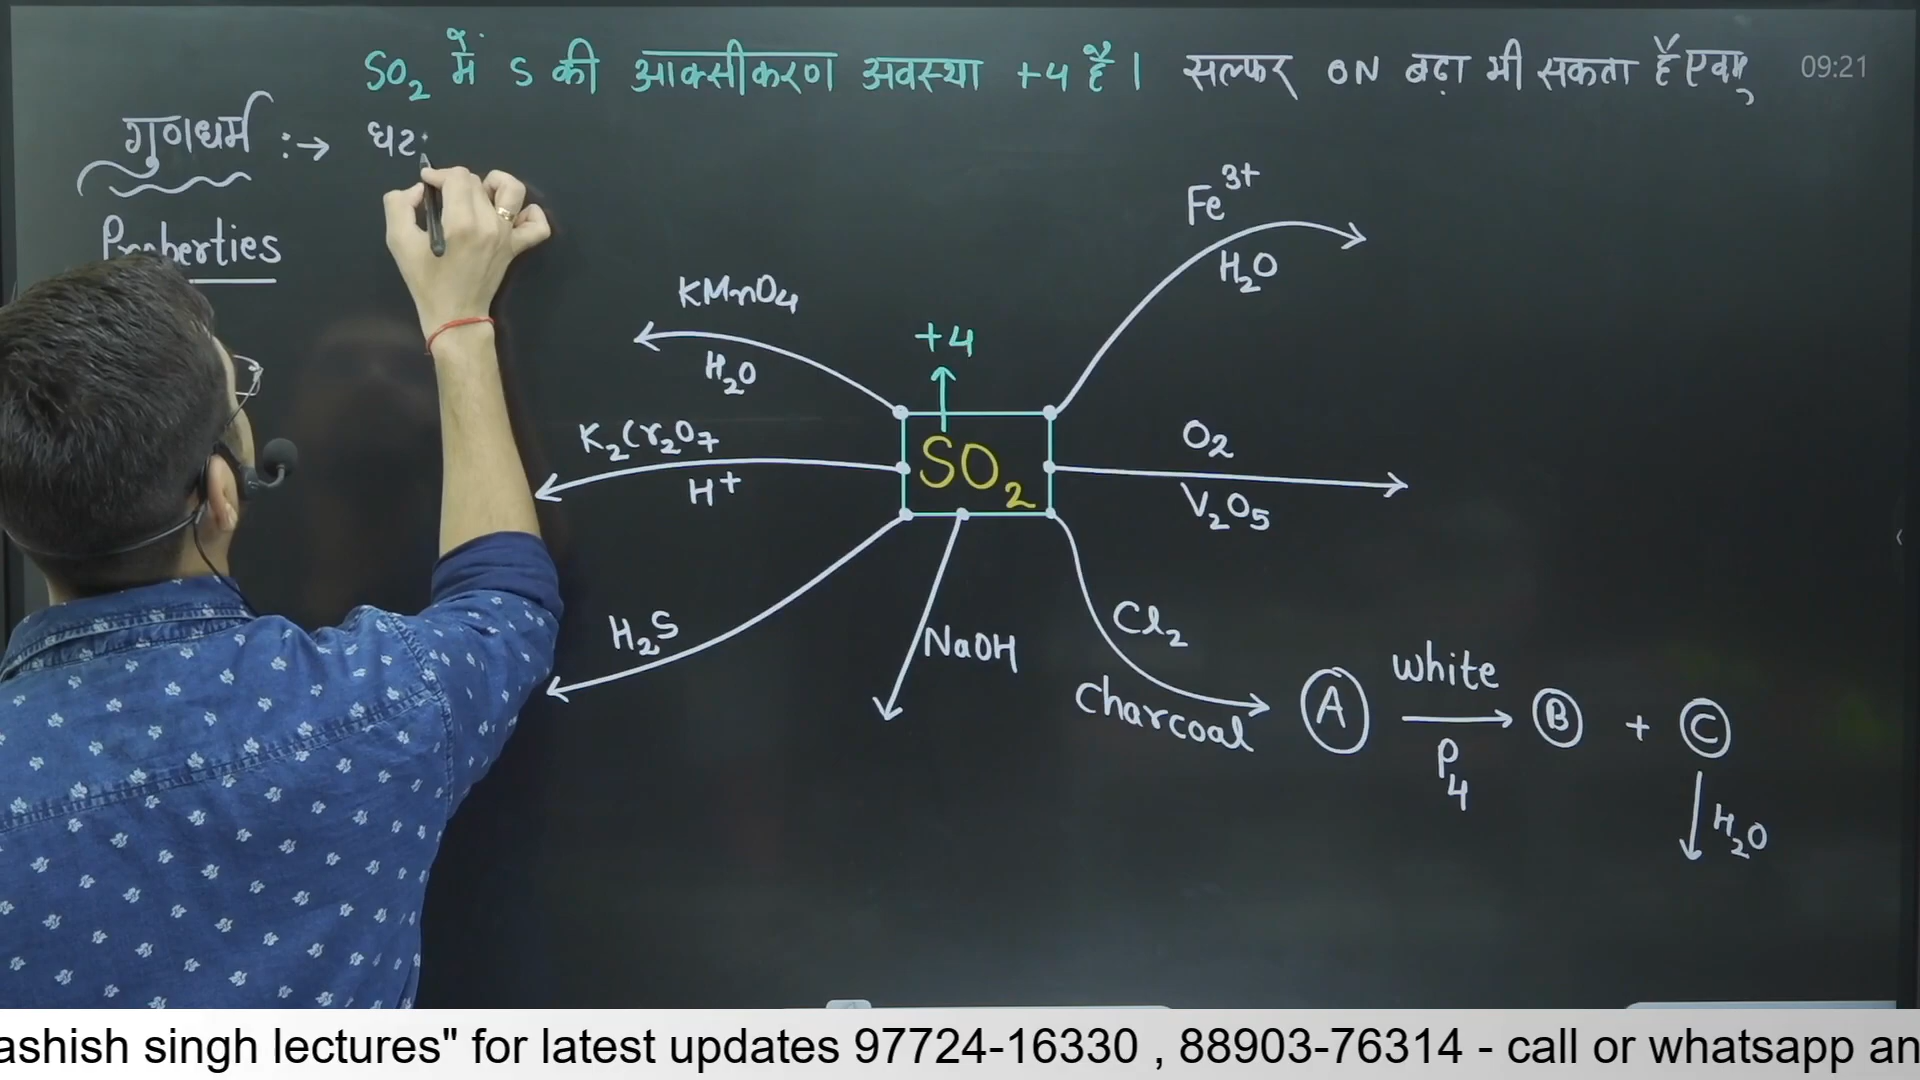 SO2 में S की आक्सीकरण अवस्था +4 है। सल्फर ON बढ़ा भी सकता है एवम्
09:21
गुणधर्म :→ घट
Properties
Fe3+
H2O
KMnO4
H2O
+4
K2Cr2O7
H+
SO2
O2
V2O5
H2S
NaOH
Cl2
charcoal
A white P4 B + C
H2O
ashish singh lectures" for latest updates 97724-16330 , 88903-76314 - call or whatsapp an